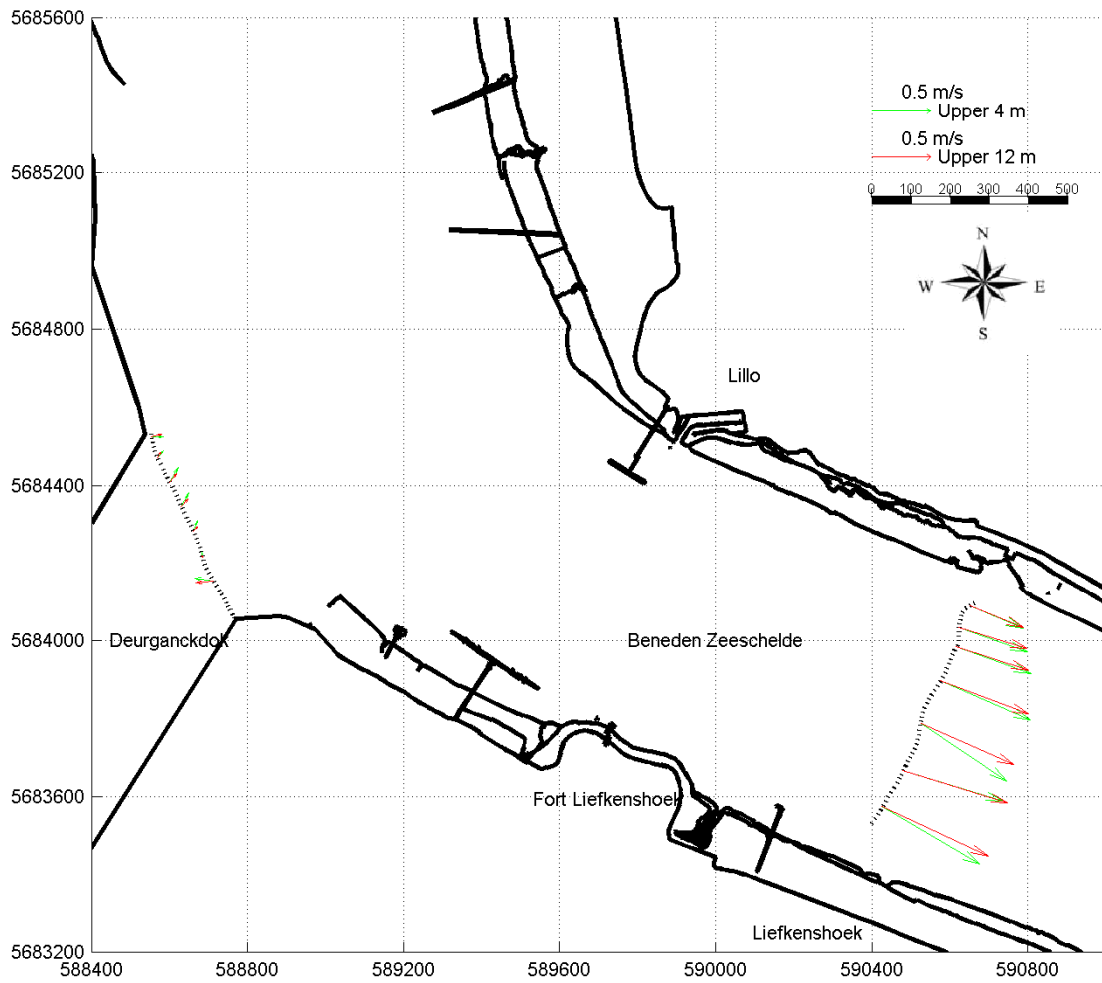 5685600
5685200
5684800
5684400
5684000
5683600
5683200
588400
588800
589200
589600
590000
590400
590800
0.5 m/s
Upper 4 m
0.5 m/s
Upper 12 m
0 100 200 300 400 500
N
W E
S
Lillo
Deurganckdok
Beneden Zeeschelde
Fort Liefkenshoek
Liefkenshoek